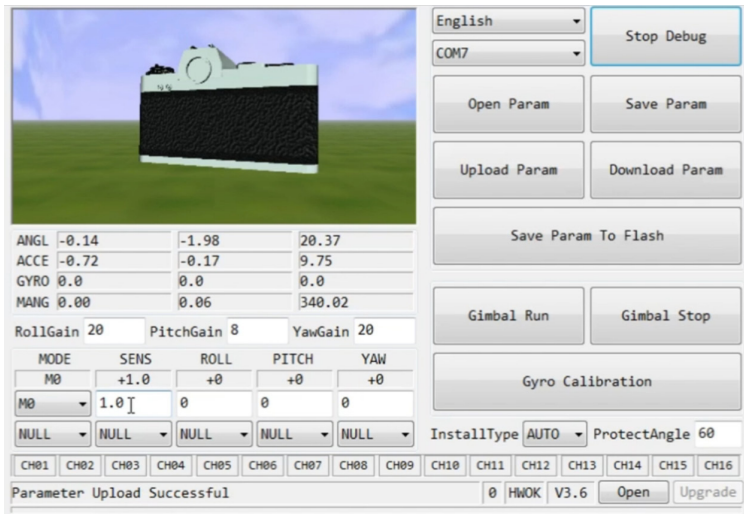 English
COM7
Stop Debug
Open Param
Save Param
Upload Param
Download Param
Save Param To Flash
ANGL -0.14 -1.98 20.37
ACCE -0.72 -0.17 9.75
GYRO 0.0 0.0 0.0
MANG 0.00 0.06 340.02
RollGain 20 PitchGain 8 YawGain 20
Gimbal Run
Gimbal Stop
MODE SENS ROLL PITCH YAW
M0 +1.0 +0 +0 +0
M0 1.0 0 0 0
Gyro Calibration
NULL NULL NULL NULL NULL
InstallType AUTO ProtectAngle 60
CH01 CH02 CH03 CH04 CH05 CH06 CH07 CH08 CH09 CH10 CH11 CH12 CH13 CH14 CH15 CH16
Parameter Upload Successful 0 HWOK V3.6 Open Upgrade